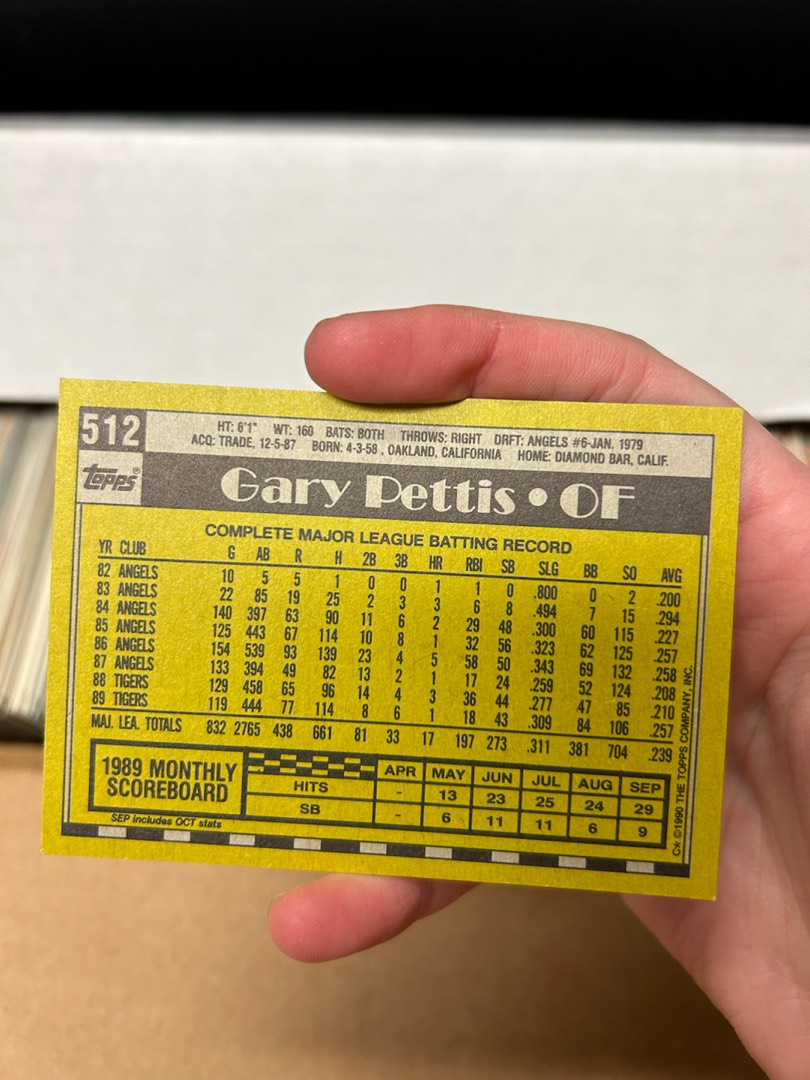 512
HT: 6'1" WT: 160 BATS: BOTH THROWS: RIGHT DRFT: ANGELS #6-JAN. 1979
ACQ: TRADE, 12-5-87 BORN: 4-3-58, OAKLAND, CALIFORNIA HOME: DIAMOND BAR, CALIF.
Topps
Gary Pettis • OF
COMPLETE MAJOR LEAGUE BATTING RECORD
YR CLUB G AB R H 2B 3B HR RBI SB SLG BB SO AVG
82 ANGELS 10 5 5 1 0 0 1 1 0 .800 0 2 .200
83 ANGELS 22 85 19 25 2 3 3 6 8 .494 7 15 .294
84 ANGELS 140 397 63 90 11 6 2 29 48 .300 60 115 .227
85 ANGELS 125 443 67 114 10 8 1 32 56 .323 62 125 .257
86 ANGELS 154 539 93 139 23 4 5 58 50 .343 69 132 .258
87 ANGELS 133 394 49 82 13 2 1 17 24 .259 52 124 .208
88 TIGERS 129 458 65 96 14 4 3 36 44 .277 47 85 .210
89 TIGERS 119 444 77 114 8 6 1 18 43 .309 84 106 .257
MAJ. LEA. TOTALS 832 2765 438 661 81 33 17 197 273 .311 381 704 .239
1989 MONTHLY SCOREBOARD
APR MAY JUN JUL AUG SEP
HITS - 13 23 25 24 29
SB - 6 11 11 6 9
SEP includes OCT stats
C* ©1990 THE TOPPS COMPANY, INC.